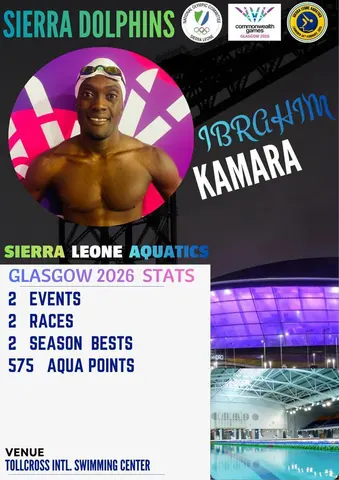 SIERRA DOLPHINS
commonwealth
games
GLASGOW 2026
IBRAHIM
KAMARA
SIERRA LEONE AQUATICS
GLASGOW 2026 STATS
2 EVENTS
2 RACES
2 SEASON BESTS
575 AQUA POINTS
VENUE
TOLLCROSS INTL. SWIMMING CENTER